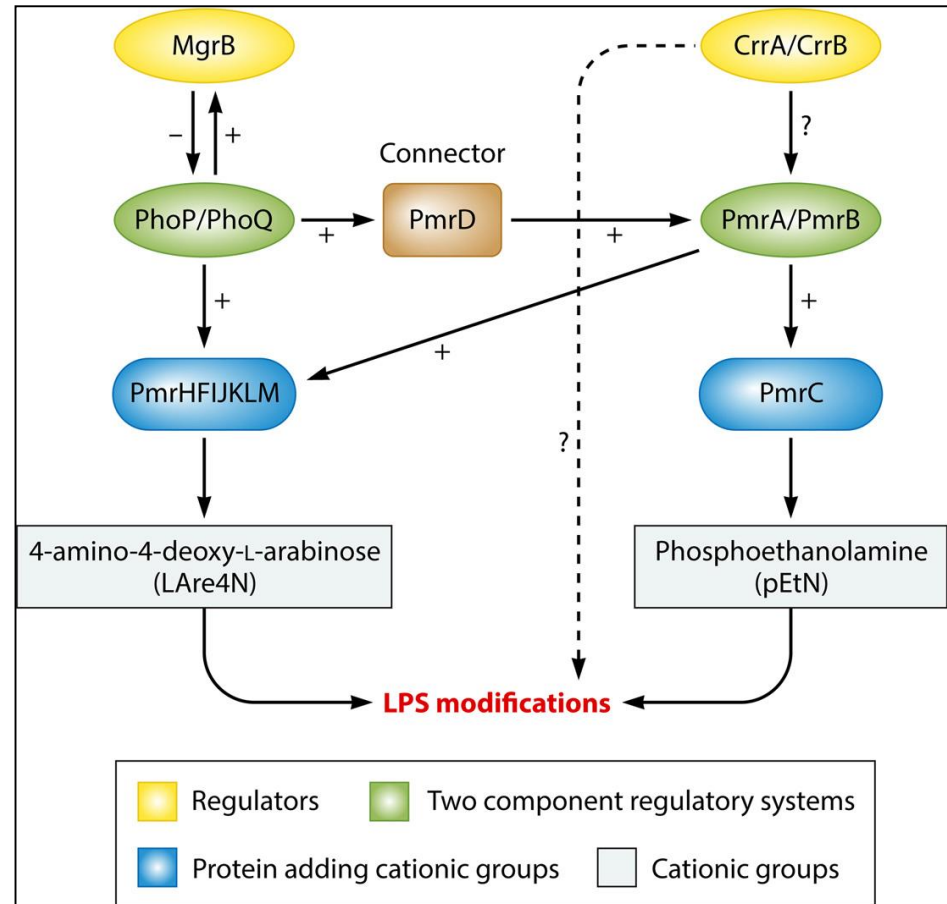 MgrB
CrrA/CrrB
–
+
?
Connector
PhoP/PhoQ
+
PmrD
+
PmrA/PmrB
+
+
+
PmrHFIJKLM
PmrC
?
4-amino-4-deoxy-L-arabinose
(LAre4N)
Phosphoethanolamine
(pEtN)
LPS modifications
Regulators
Two component regulatory systems
Protein adding cationic groups
Cationic groups